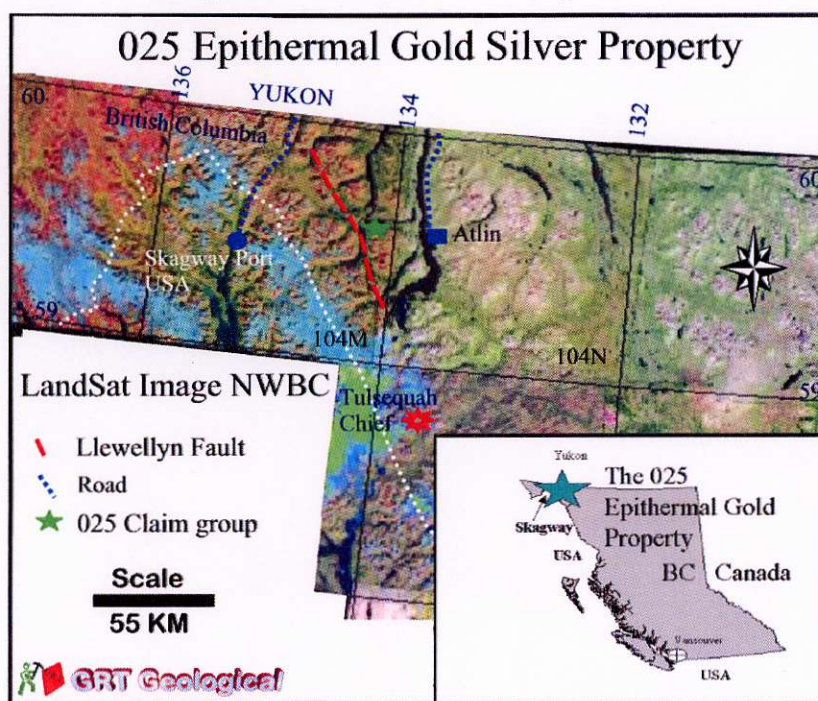 025 Epithermal Gold Silver Property
136
YUKON
134
132
60
British Columbia
60
Skagway Port
USA
Atlin
59
104M
104N
59
LandSat Image NWBC
Tulsequah
Chief
Llewellyn Fault
Road
025 Claim group
Scale
55 KM
GRT Geological
Yukon
The 025
Epithermal Gold
Property
Skagway
USA
BC Canada
Vancouver
USA